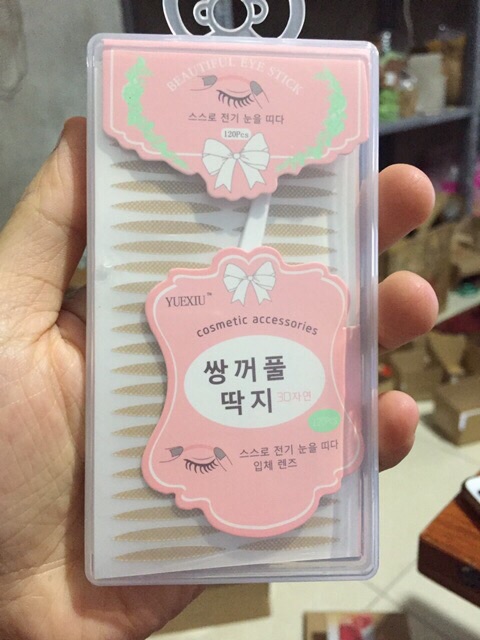 BEAUTIFUL EYE STICK
스스로 전기 눈을 띠다
120Pcs
YUEXIU™
cosmetic accessories
쌍꺼풀
딱지 3D자연
스스로 전기 눈을 띠다
입체 렌즈